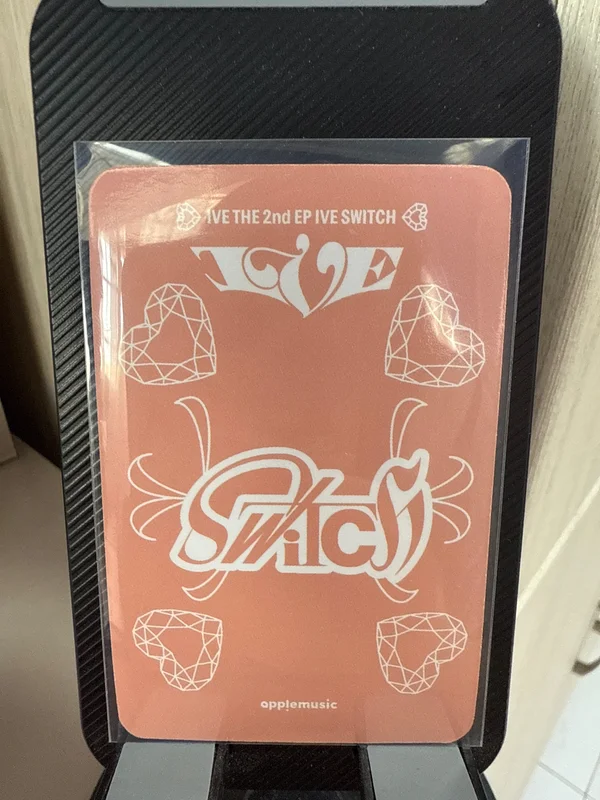 IVE THE 2nd EP IVE SWITCH
IVE
SWiTCH
applemusic